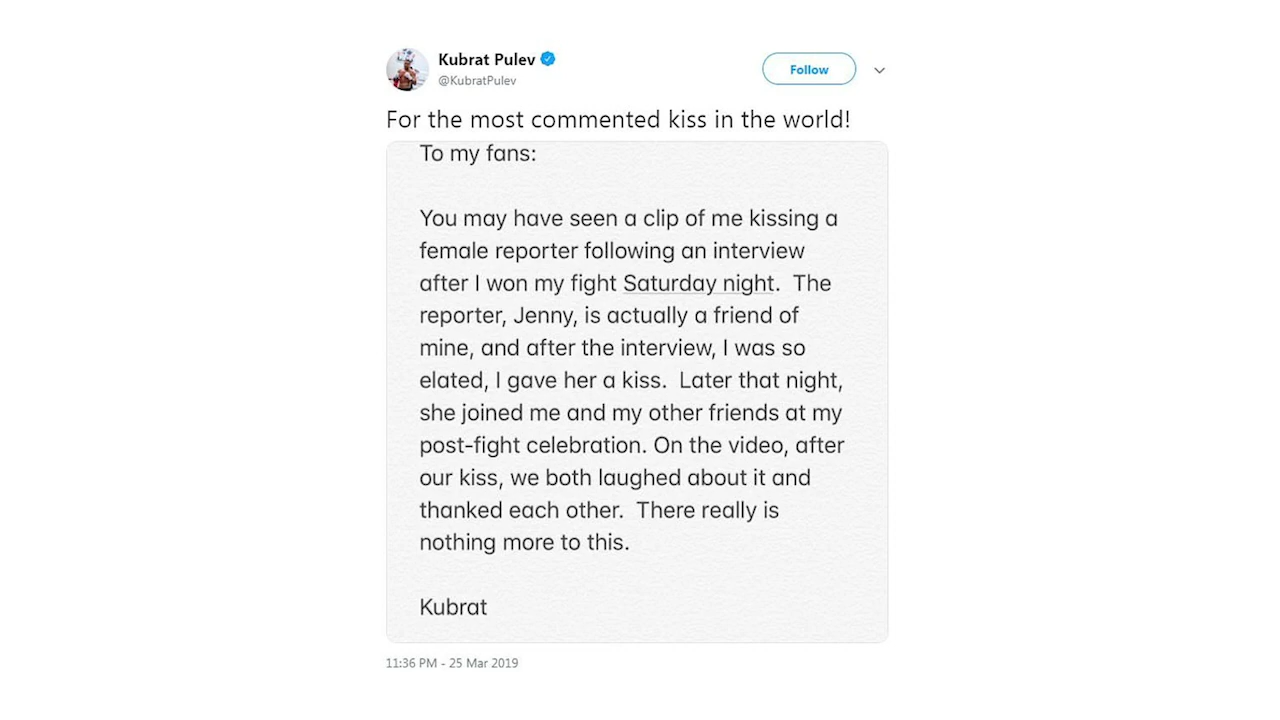 Kubrat Pulev
@KubratPulev
Follow
For the most commented kiss in the world!
To my fans:
You may have seen a clip of me kissing a
female reporter following an interview
after I won my fight Saturday night.  The
reporter, Jenny, is actually a friend of
mine, and after the interview, I was so
elated, I gave her a kiss.  Later that night,
she joined me and my other friends at my
post-fight celebration. On the video, after
our kiss, we both laughed about it and
thanked each other.  There really is
nothing more to this.
Kubrat
11:36 PM - 25 Mar 2019